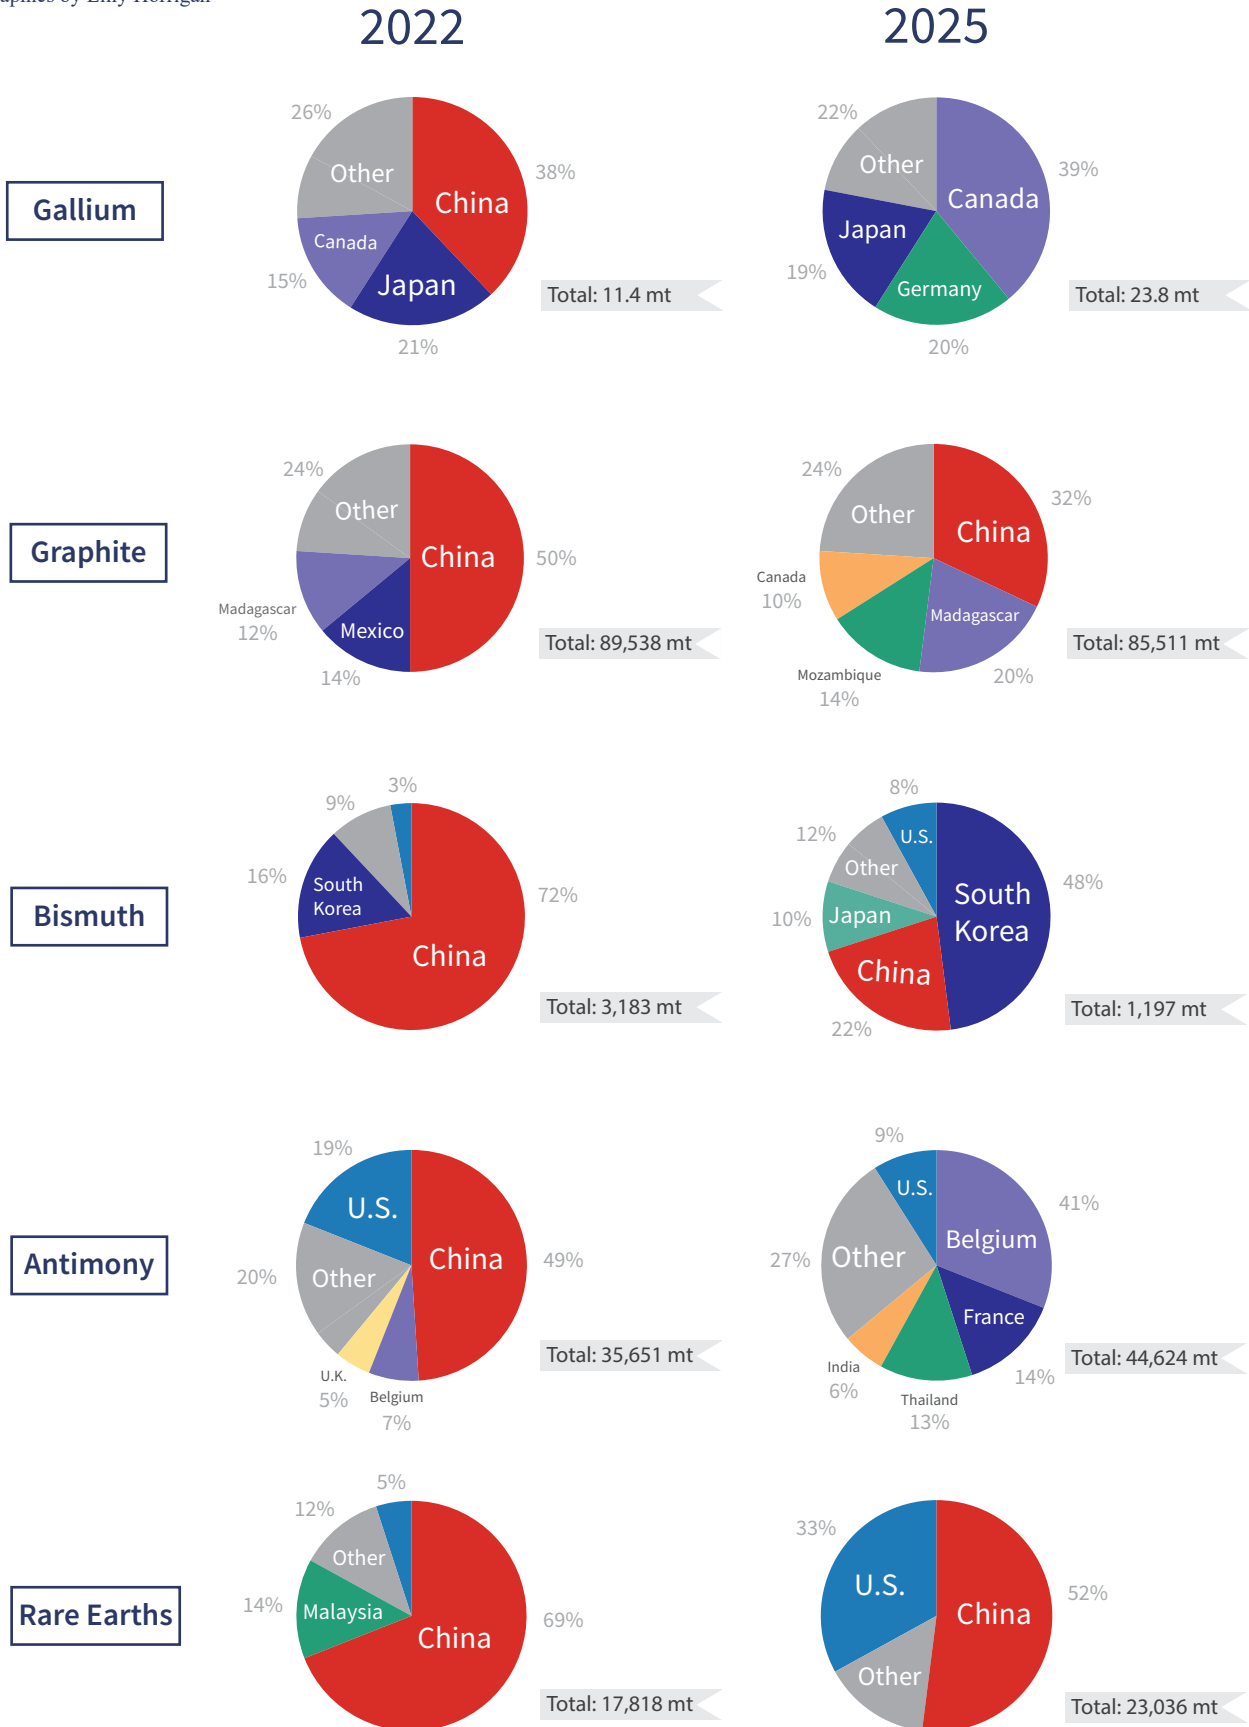 2022
2025
Gallium
26%
Other
38%
China
Canada
15%
Japan
21%
Total: 11.4 mt
22%
Other
39%
Canada
Japan
19%
Germany
20%
Total: 23.8 mt
Graphite
24%
Other
China
50%
Madagascar
12%
Mexico
14%
Total: 89,538 mt
24%
Other
32%
China
Canada
10%
Madagascar
Mozambique
14%
20%
Total: 85,511 mt
Bismuth
3%
9%
16%
South
Korea
72%
China
Total: 3,183 mt
8%
U.S.
12%
Other
48%
South
Korea
10%
Japan
China
22%
Total: 1,197 mt
Antimony
19%
U.S.
China
49%
20%
Other
U.K.
5%
Belgium
7%
Total: 35,651 mt
9%
U.S.
41%
Belgium
27%
Other
France
India
6%
14%
Thailand
13%
Total: 44,624 mt
Rare Earths
5%
12%
Other
14%
Malaysia
69%
China
Total: 17,818 mt
33%
U.S.
52%
China
Other
Total: 23,036 mt